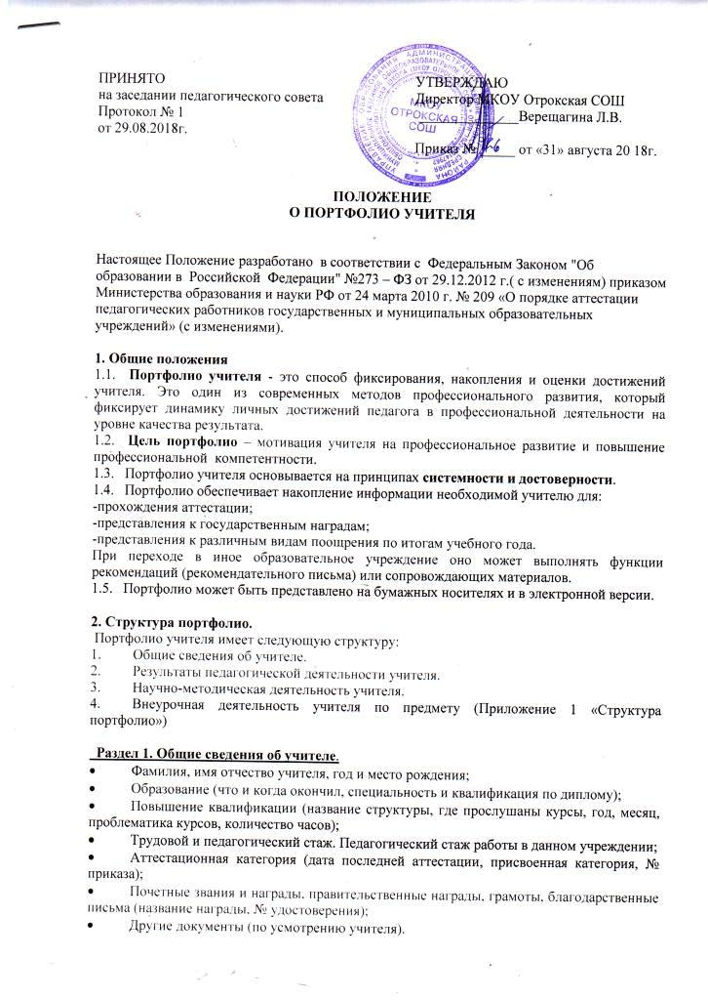 ПРИНЯТО
на заседании педагогического совета
Протокол № 1
от 29.08.2018г.
УТВЕРЖДАЮ
Директор МКОУ Отрокская СОШ
Верещагина Л.В.
Приказ № от «31» августа 20 18г.
МКОУ
ОТРОКСКАЯ
СОШ
ПОЛОЖЕНИЕ
О ПОРТФОЛИО УЧИТЕЛЯ
Настоящее Положение разработано в соответствии с Федеральным Законом "Об
образовании в Российской Федерации" №273 – ФЗ от 29.12.2012 г.( с изменениям) приказом
Министерства образования и науки РФ от 24 марта 2010 г. № 209 «О порядке аттестации
педагогических работников государственных и муниципальных образовательных
учреждений» (с изменениями).
1. Общие положения
1.1. Портфолио учителя - это способ фиксирования, накопления и оценки достижений
учителя. Это один из современных методов профессионального развития, который
фиксирует динамику личных достижений педагога в профессиональной деятельности на
уровне качества результата.
1.2. Цель портфолио – мотивация учителя на профессиональное развитие и повышение
профессиональной компетентности.
1.3. Портфолио учителя основывается на принципах системности и достоверности.
1.4. Портфолио обеспечивает накопление информации необходимой учителю для:
-прохождения аттестации;
-представления к государственным наградам;
-представления к различным видам поощрения по итогам учебного года.
При переходе в иное образовательное учреждение оно может выполнять функции
рекомендаций (рекомендательного письма) или сопровождающих материалов.
1.5. Портфолио может быть представлено на бумажных носителях и в электронной версии.
2. Структура портфолио.
Портфолио учителя имеет следующую структуру:
1. Общие сведения об учителе.
2. Результаты педагогической деятельности учителя.
3. Научно-методическая деятельность учителя.
4. Внеурочная деятельность учителя по предмету (Приложение 1 «Структура
портфолио»)
Раздел 1. Общие сведения об учителе.
• Фамилия, имя отчество учителя, год и место рождения;
• Образование (что и когда окончил, специальность и квалификация по диплому);
• Повышение квалификации (название структуры, где прослушаны курсы, год, месяц,
проблематика курсов, количество часов);
• Трудовой и педагогический стаж. Педагогический стаж работы в данном учреждении;
• Аттестационная категория (дата последней аттестации, присвоенная категория, №
приказа);
• Почетные звания и награды, правительственные награды, грамоты, благодарственные
письма (название награды, № удостоверения);
• Другие документы (по усмотрению учителя).